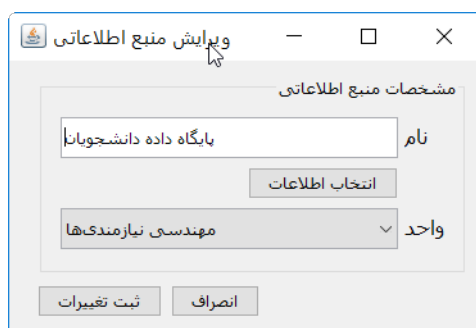 ویرایش منبع اطلاعاتی
مشخصات منبع اطلاعاتی
نام پایگاه داده دانشجویان
انتخاب اطلاعات
واحد مهندسی نیازمندی‌ها
انصراف ثبت تغییرات